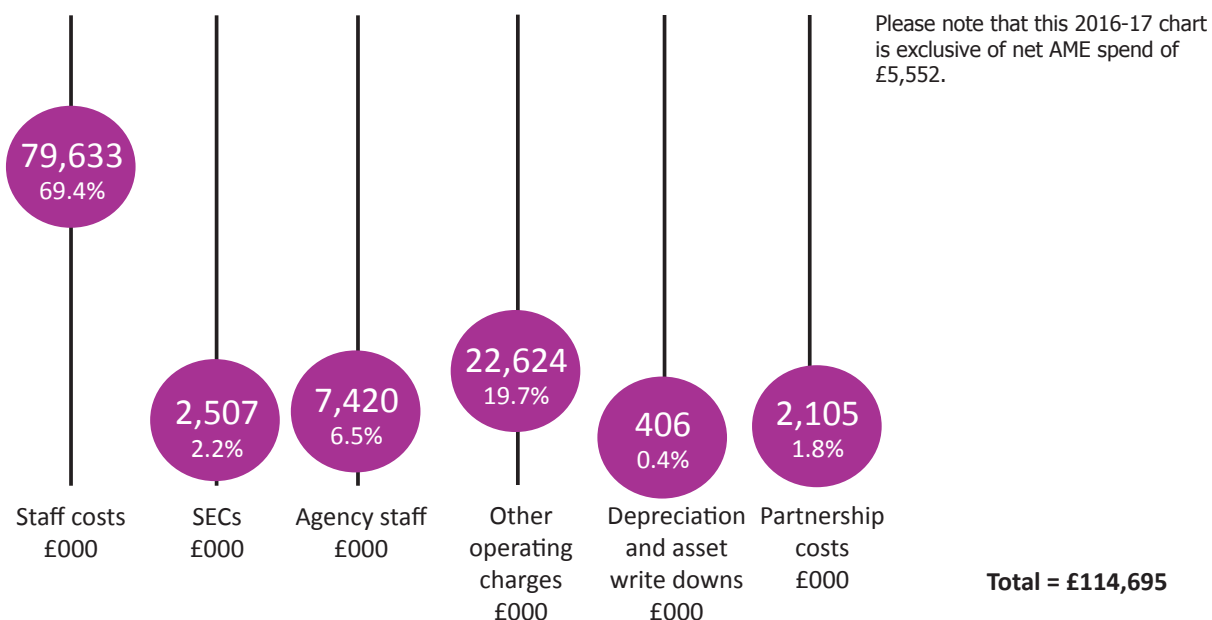 Please note that this 2016-17 chart
is exclusive of net AME spend of
£5,552.
79,633
69.4%
2,507
2.2%
7,420
6.5%
22,624
19.7%
406
0.4%
2,105
1.8%
Staff costs
£000
SECs
£000
Agency staff
£000
Other
operating
charges
£000
Depreciation
and asset
write downs
£000
Partnership
costs
£000
Total = £114,695